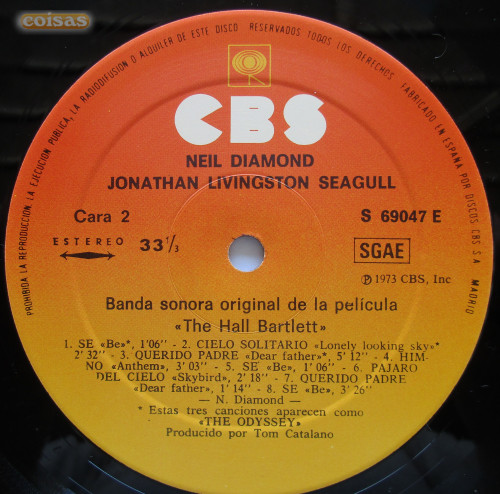 coisas
PROHIBIDA LA REPRODUCCION, LA EJECUCION PUBLICA, LA RADIODIFUSION O ALQUILER DE ESTE DISCO RESERVADOS TODOS LOS DERECHOS FABRICADO EN ESPAÑA POR DISCOS CBS S A MADRID
CBS
NEIL DIAMOND
JONATHAN LIVINGSTON SEAGULL
Cara 2
S 69047 E
ESTEREO 33 1/3
SGAE
℗ 1973 CBS, Inc
Banda sonora original de la película
«The Hall Bartlett»
1. SE «Be»*, 1'06" - 2. CIELO SOLITARIO «Lonely looking sky»*
2' 32" - 3. QUERIDO PADRE «Dear father»*, 5' 12" - 4. HIM-
NO «Anthem», 3' 03" - 5. SE «Be», 1' 06" - 6. PAJARO
DEL CIELO «Skybird», 2' 18" - 7. QUERIDO PADRE
«Dear father», 1' 14" - 8. SE «Be», 3' 26"
— N. Diamond —
* Estas tres canciones aparecen como
«THE ODYSSEY»
Producido por Tom Catalano